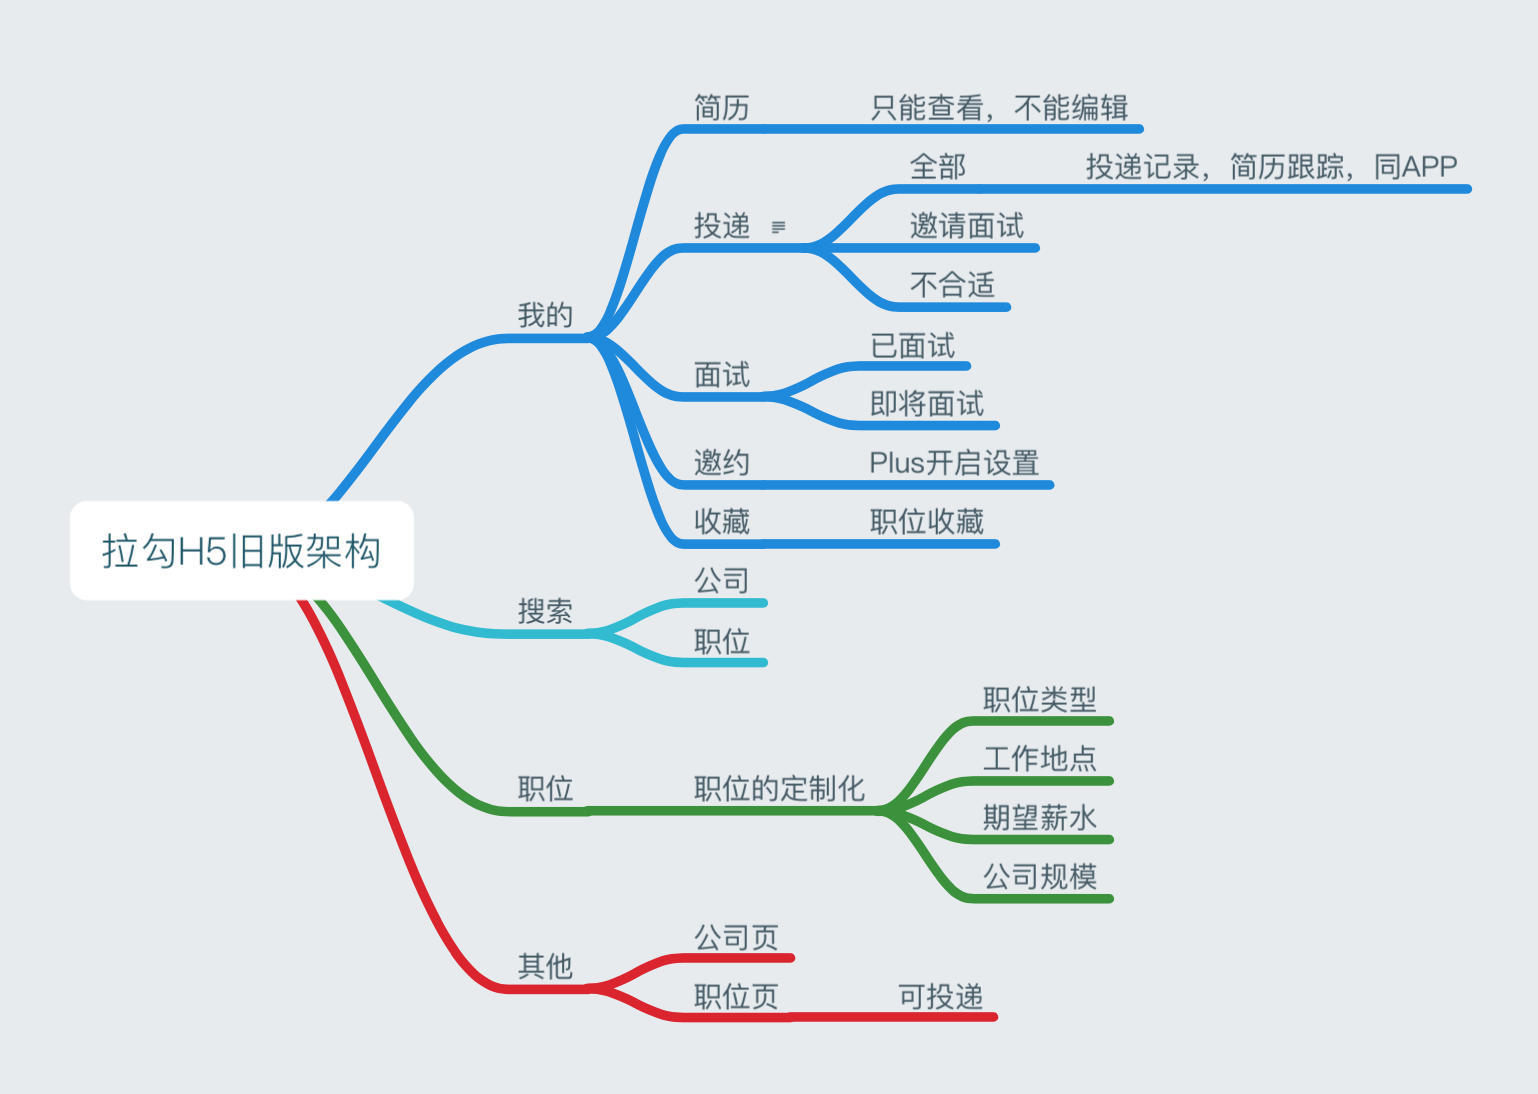 拉勾H5旧版架构
我的
简历
只能查看，不能编辑
投递
全部
投递记录，简历跟踪，同APP
邀请面试
不合适
面试
已面试
即将面试
邀约
Plus开启设置
收藏
职位收藏
搜索
公司
职位
职位
职位的定制化
职位类型
工作地点
期望薪水
公司规模
其他
公司页
职位页
可投递